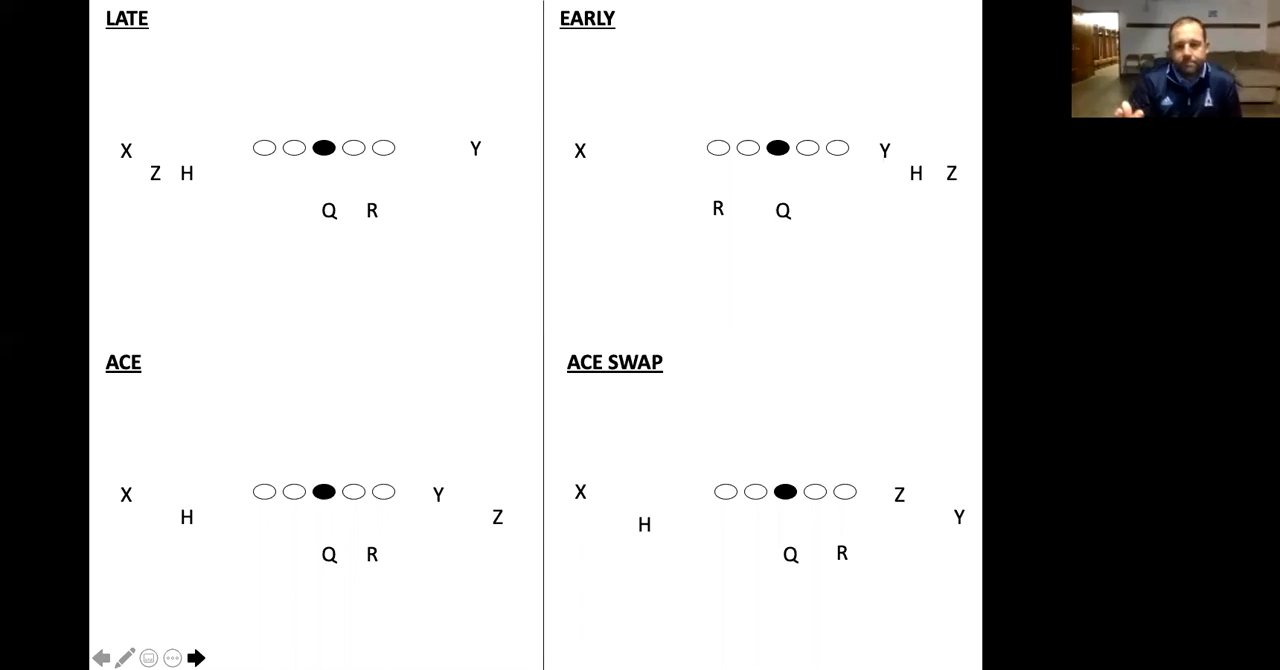 LATE
X Y
Z H
Q R
EARLY
X Y
H Z
R Q
ACE
X Y
H Z
Q R
ACE SWAP
X Z
H Y
Q R